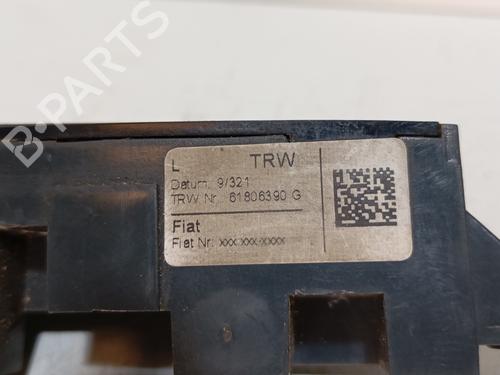 B-PARTS
L TRW
Datum: 9/321
TRW Nr. 61806390 G
Fiat
Fiat Nr: xxx.xxx.xxxx